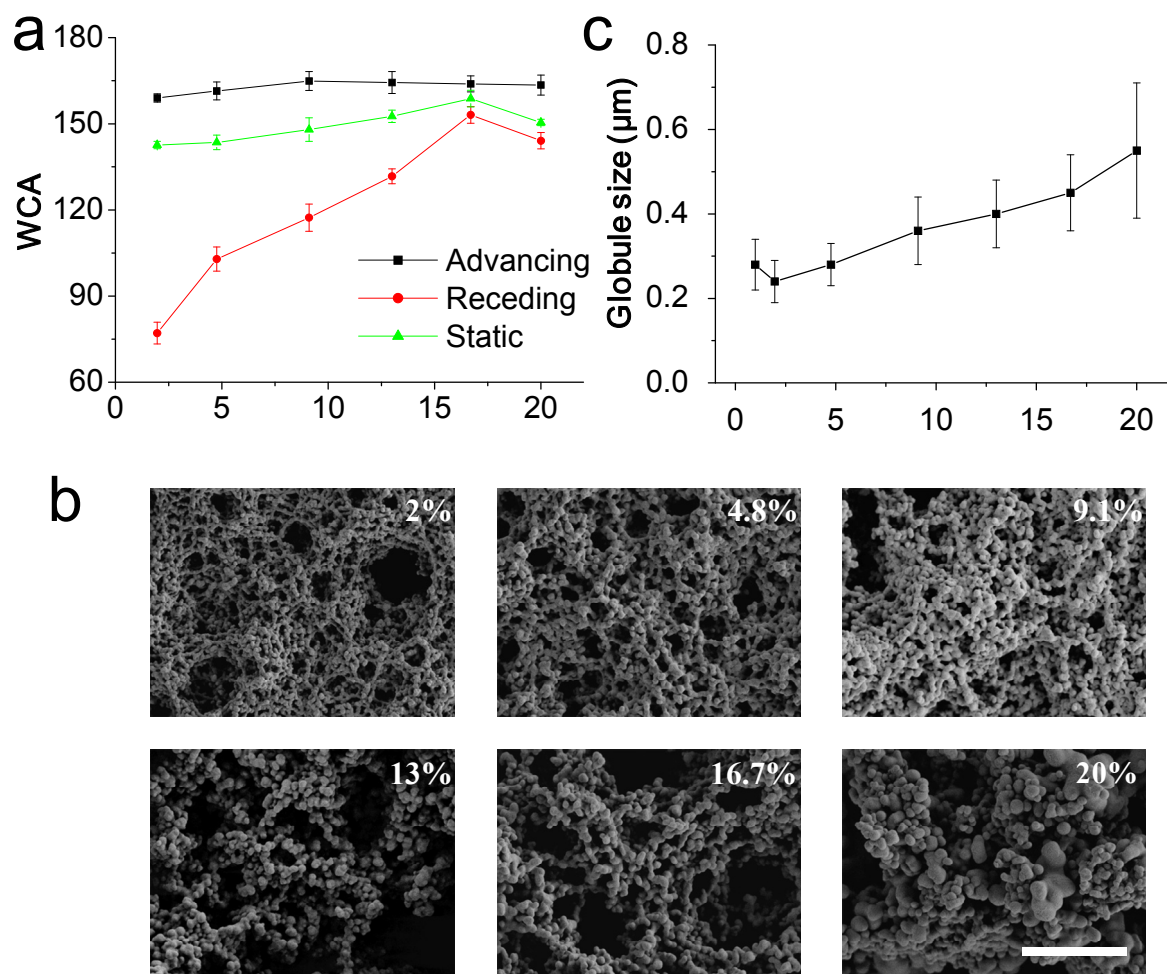 a
180
150
120
90
60
WCA
Advancing
Receding
Static
0 5 10 15 20
c
0.8
0.6
0.4
0.2
0.0
Globule size (μm)
0 5 10 15 20
b
2% 4.8% 9.1%
13% 16.7% 20%